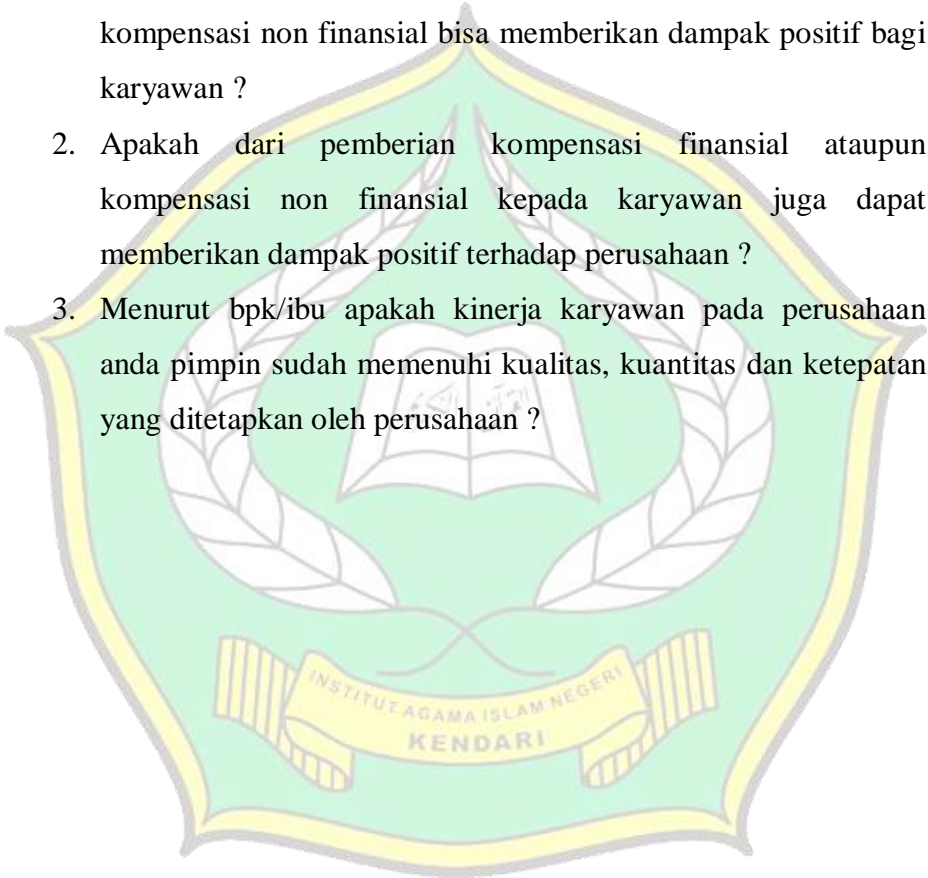 kompensasi non finansial bisa memberikan dampak positif bagi
karyawan ?
2. Apakah dari pemberian kompensasi finansial ataupun
kompensasi non finansial kepada karyawan juga dapat
memberikan dampak positif terhadap perusahaan ?
3. Menurut bpk/ibu apakah kinerja karyawan pada perusahaan
anda pimpin sudah memenuhi kualitas, kuantitas dan ketepatan
yang ditetapkan oleh perusahaan ?
INSTITUT AGAMA ISLAM NEGERI
KENDARI